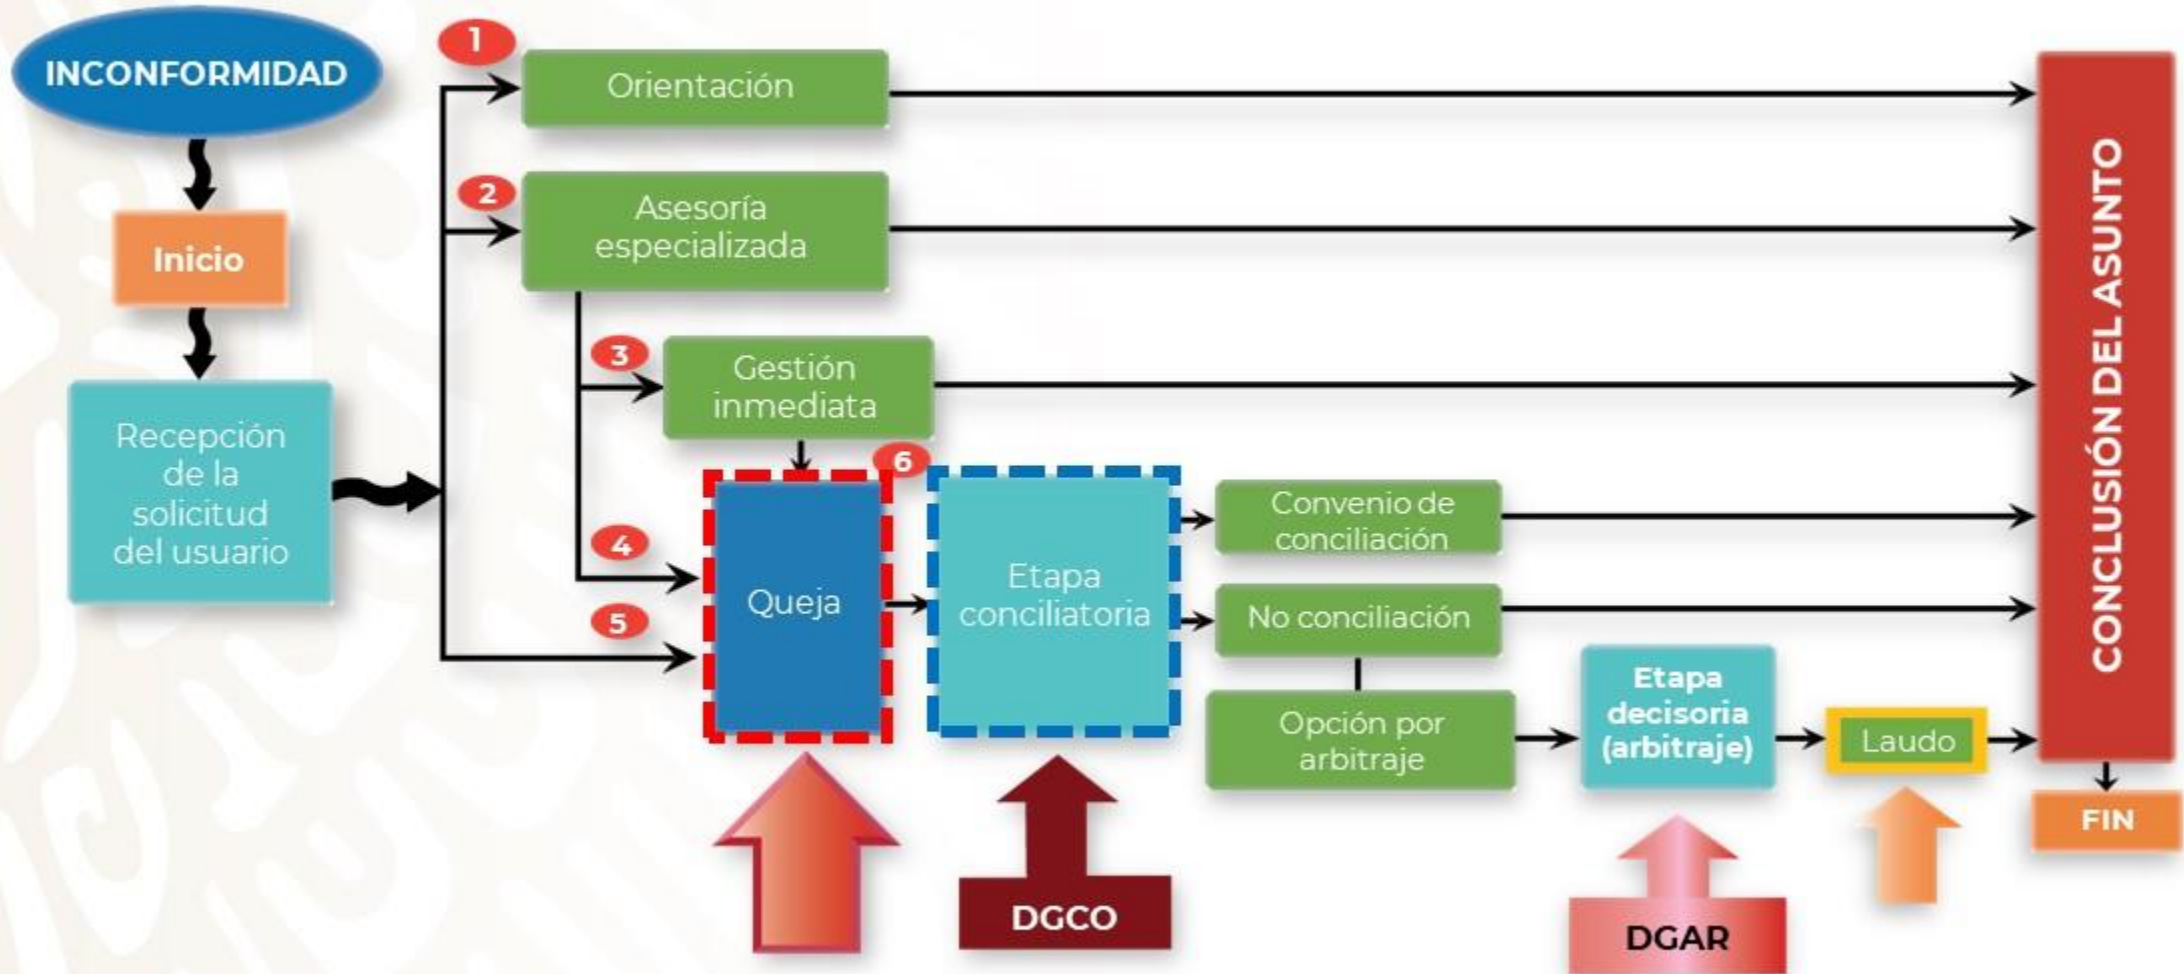 INCONFORMIDAD
Inicio
Recepción
de la
solicitud
del usuario
1
Orientación
2
Asesoría
especializada
3
Gestión
inmediata
4
5
Queja
6
Etapa
conciliatoria
Convenio de
conciliación
No conciliación
Opción por
arbitraje
Etapa
decisoria
(arbitraje)
Laudo
CONCLUSIÓN DEL ASUNTO
FIN
DGCO
DGAR